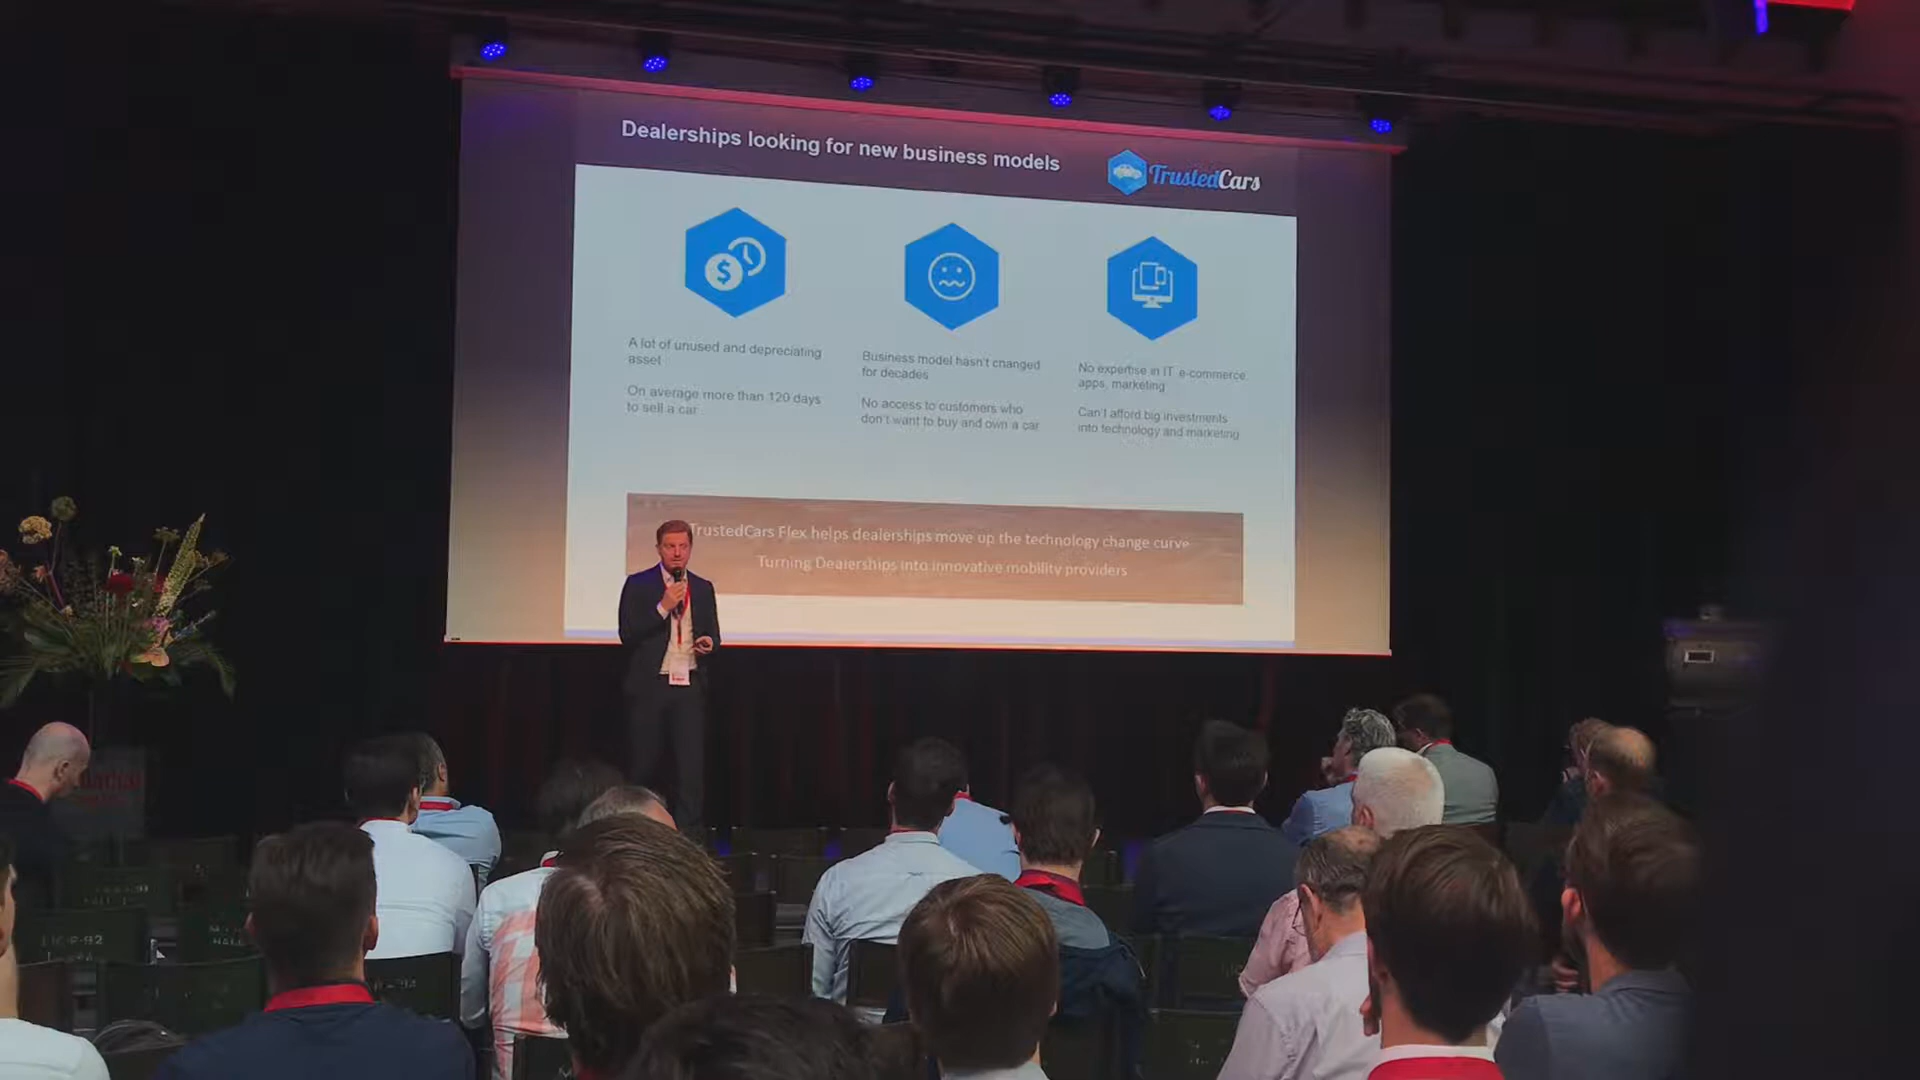 Dealerships looking for new business models
TrustedCars
A lot of unused and depreciating
asset
On average more than 120 days
to sell a car
Business model hasn't changed
for decades
No access to customers who
don't want to buy and own a car
No expertise in IT, e-commerce,
apps, marketing
Can't afford big investments
into technology and marketing
TrustedCars Flex helps dealerships move up the technology change curve
Turning Dealerships into innovative mobility providers